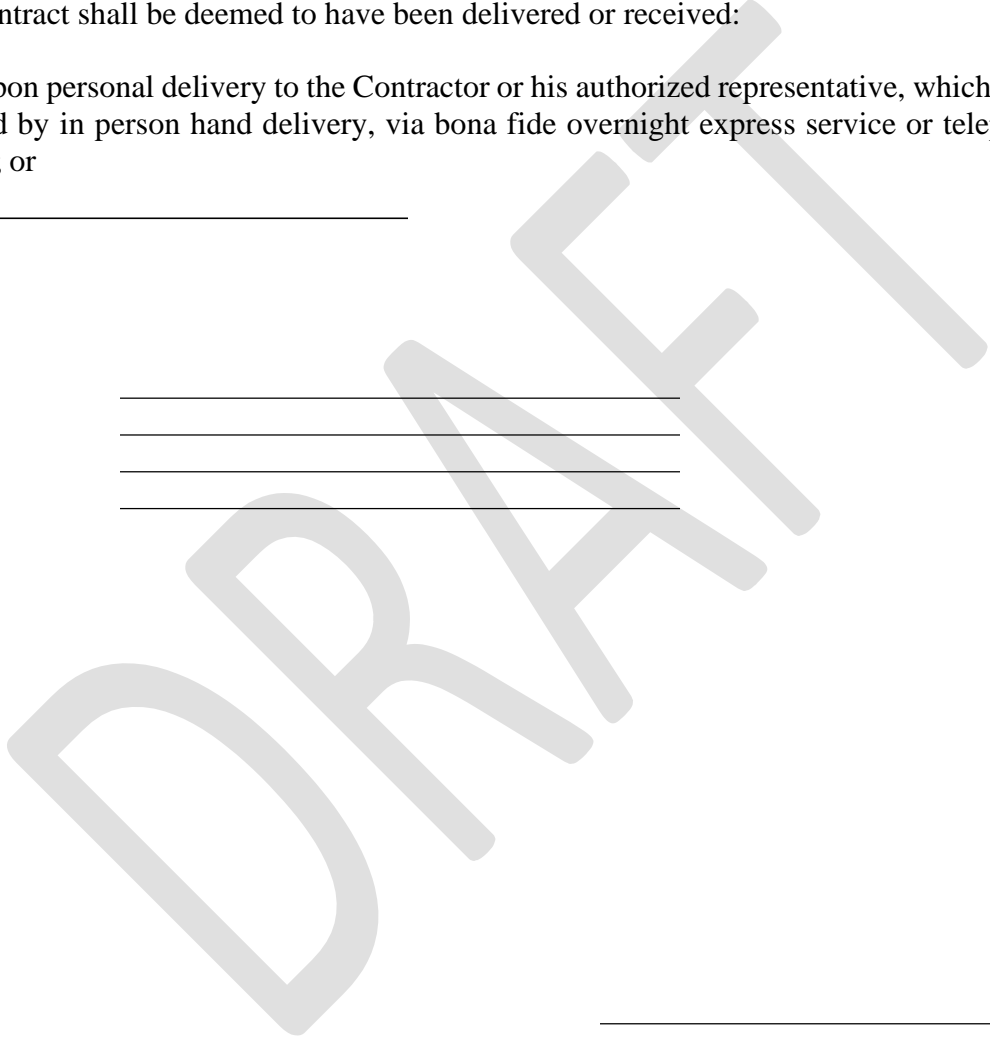 ntract shall be deemed to have been delivered or received:
pon personal delivery to the Contractor or his authorized representative, which
d by in person hand delivery, via bona fide overnight express service or tele
, or
DRAFT